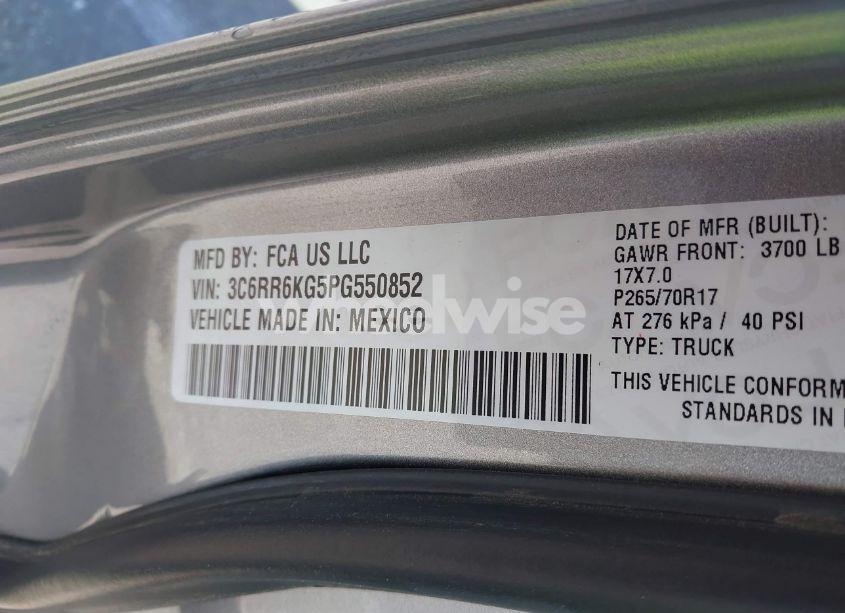 MFD BY: FCA US LLC
VIN: 3C6RR6KG5PG550852
VEHICLE MADE IN: MEXICO
DATE OF MFR (BUILT):
GAWR FRONT: 3700 LB
17X7.0
P265/70R17
AT 276 kPa / 40 PSI
TYPE: TRUCK
THIS VEHICLE CONFORM
STANDARDS IN
Wheelwise